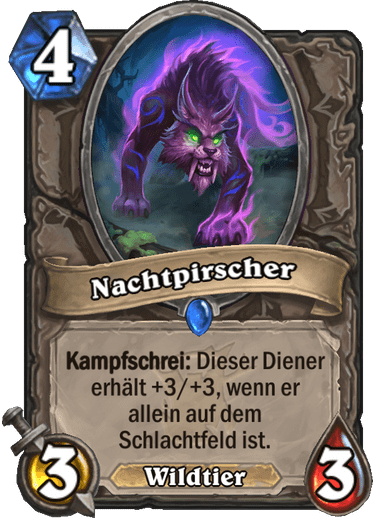 4
Nachtpirscher
Kampfschrei: Dieser Diener
erhält +3/+3, wenn er
allein auf dem
Schlachtfeld ist.
3
Wildtier
3